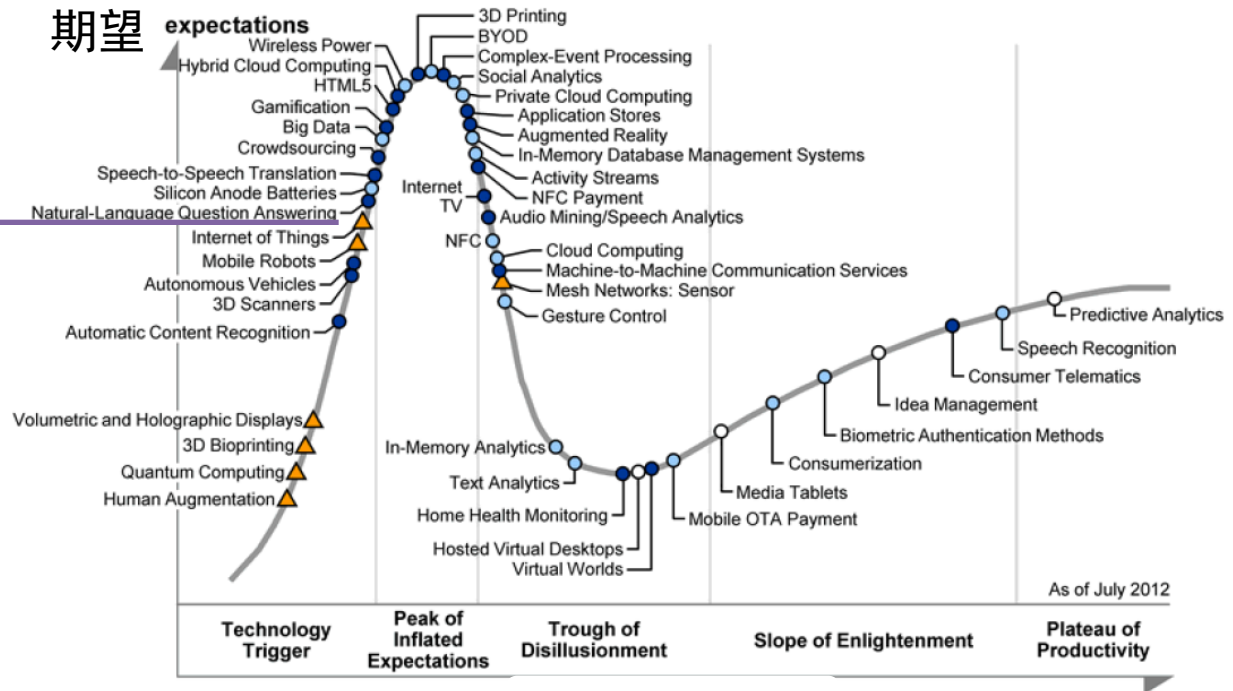 期望
expectations
3D Printing
BYOD
Wireless Power
Complex-Event Processing
Hybrid Cloud Computing
Social Analytics
HTML5
Private Cloud Computing
Gamification
Application Stores
Big Data
Augmented Reality
Crowdsourcing
In-Memory Database Management Systems
Speech-to-Speech Translation
Activity Streams
Silicon Anode Batteries
Internet
TV
NFC Payment
Natural-Language Question Answering
Audio Mining/Speech Analytics
Internet of Things
NFC
Cloud Computing
Mobile Robots
Machine-to-Machine Communication Services
Autonomous Vehicles
Mesh Networks: Sensor
3D Scanners
Gesture Control
Automatic Content Recognition
Predictive Analytics
Speech Recognition
Consumer Telematics
Idea Management
Volumetric and Holographic Displays
Biometric Authentication Methods
3D Bioprinting
In-Memory Analytics
Consumerization
Quantum Computing
Text Analytics
Media Tablets
Human Augmentation
Home Health Monitoring
Mobile OTA Payment
Hosted Virtual Desktops
Virtual Worlds
As of July 2012
Technology
Trigger
Peak of
Inflated
Expectations
Trough of
Disillusionment
Slope of Enlightenment
Plateau of
Productivity